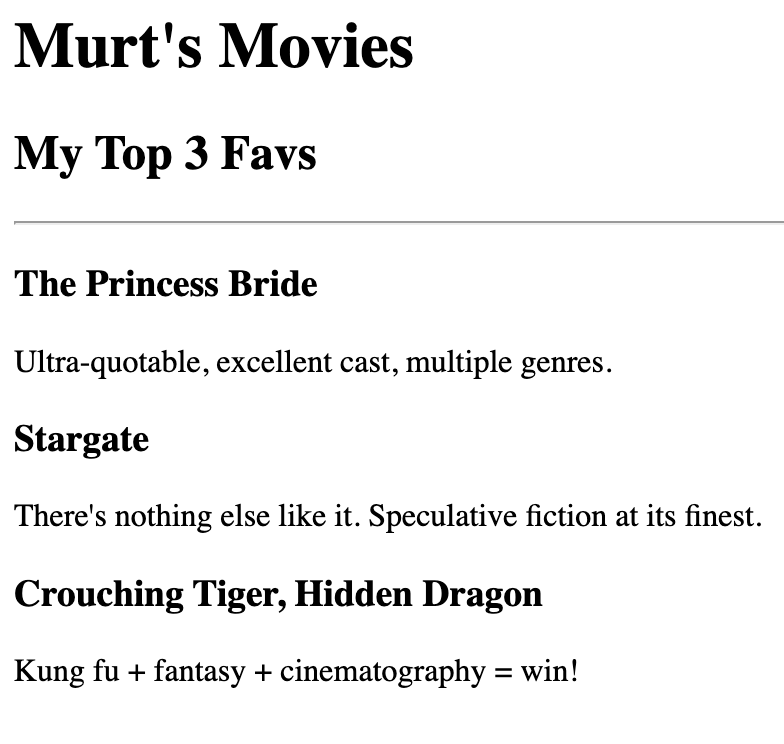 Murt's Movies
My Top 3 Favs
The Princess Bride
Ultra-quotable, excellent cast, multiple genres.
Stargate
There's nothing else like it. Speculative fiction at its finest.
Crouching Tiger, Hidden Dragon
Kung fu + fantasy + cinematography = win!